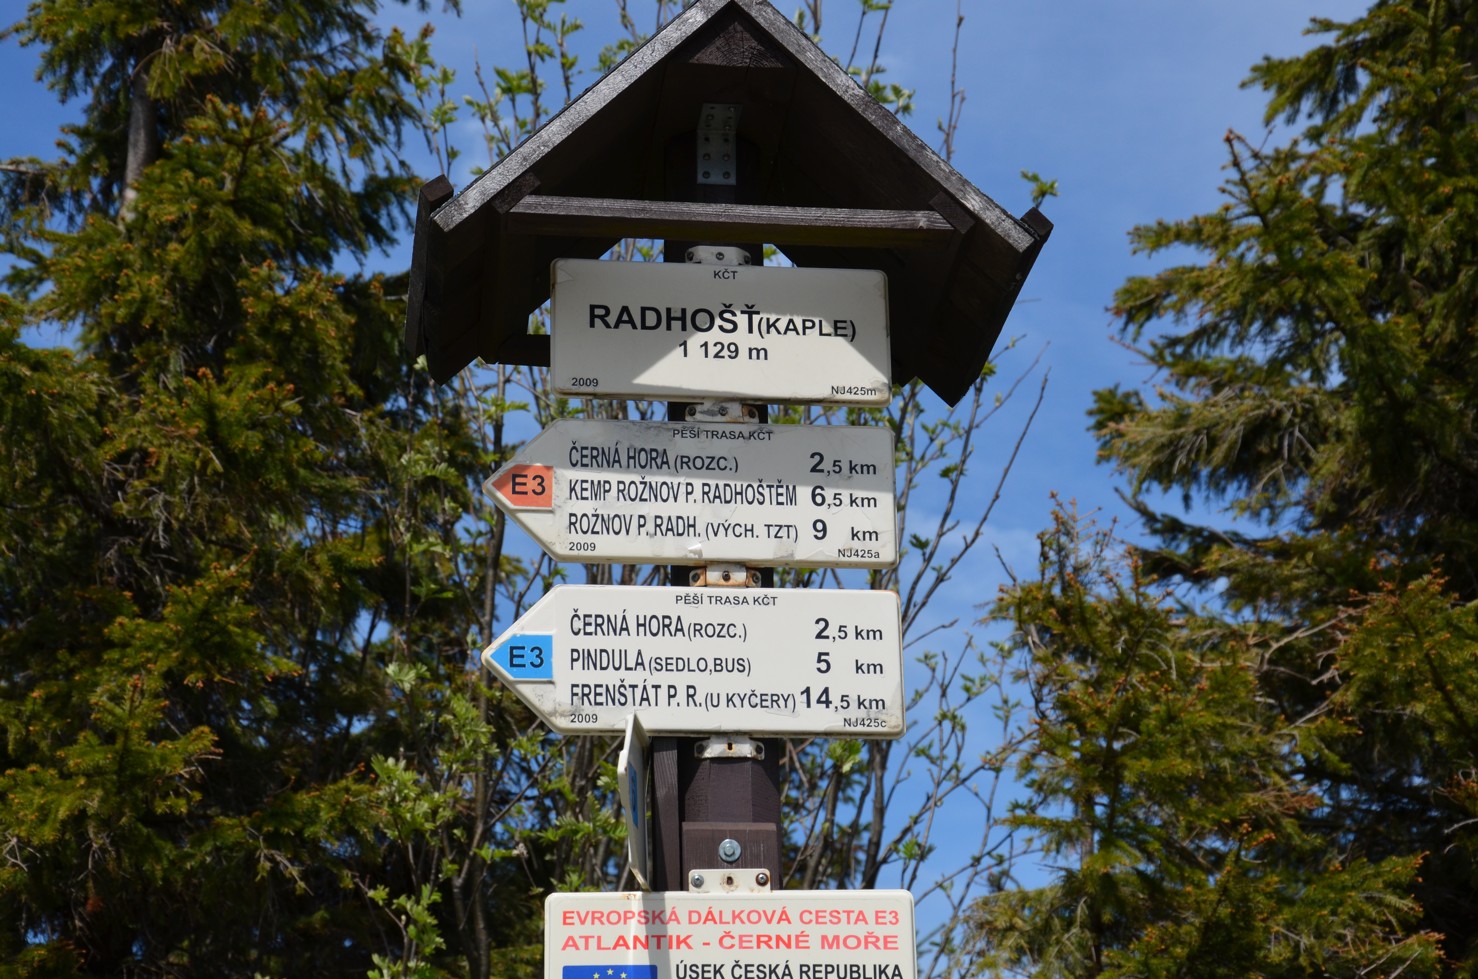 KČT
RADHOŠŤ(KAPLE)
1 129 m
2009 NJ425m
PĚŠÍ TRASA KČT
ČERNÁ HORA (ROZC.) 2,5 km
E3 KEMP ROŽNOV P. RADHOŠTĚM 6,5 km
ROŽNOV P. RADH. (VÝCH. TZT) 9 km
2009 NJ425a
PĚŠÍ TRASA KČT
ČERNÁ HORA(ROZC.) 2,5 km
E3 PINDULA(SEDLO,BUS) 5 km
FRENŠTÁT P. R.(U KYČERY) 14,5 km
2009 NJ425c
EVROPSKÁ DÁLKOVÁ CESTA E3
ATLANTIK - ČERNÉ MOŘE
ÚSEK ČESKÁ REPUBLIKA